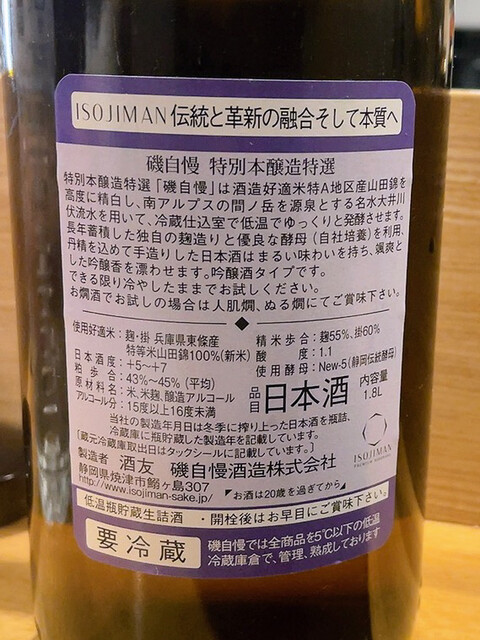 ISOJIMAN 伝統と革新の融合そして本質へ
磯自慢 特別本醸造特選
特別本醸造特選「磯自慢」は酒造好適米特A地区産山田錦を
高度に精白し、南アルプスの間ノ岳を源泉とする名水大井川
伏流水を用いて、冷蔵仕込室で低温でゆっくりと発酵させます。
長年蓄積した独自の麹造りと優良な酵母(自社培養)を利用、
丹精を込めて手造りした日本酒はまるい味わいを持ち、颯爽と
した吟醸香を漂わせます。吟醸酒タイプです。
できる限り冷やしたままでお試しください。
お燗酒でお試しの場合は人肌燗、ぬる燗にてご賞味下さい。
使用好適米:麹・掛 兵庫県東條産
特等米山田錦100%(新米)
日本酒度:+5~+7
粕歩合:43%~45%(平均)
原材料名:米、米麹、醸造アルコール
アルコール分:15度以上16度未満
精米歩合:麹55%、掛60%
酸度:1.1
使用酵母:New-5(静岡伝統酵母)
品目 日本酒
内容量 1.8L
当社の製造年月日は冬季に搾り上った日本酒を瓶詰、
冷蔵庫に瓶貯蔵した製造年を記載しています。
〔蔵元冷蔵庫取出日はタックシールに記載しています。〕
製造者 酒友 磯自慢酒造株式会社
静岡県焼津市鰯ヶ島307
http://www.isojiman-sake.jp/
お酒は20歳を過ぎてから
ISOJIMAN
低温瓶貯蔵生詰酒 ・開栓後はお早目にご賞味下さい。
要冷蔵
磯自慢では全商品を5℃以下の低温
冷蔵庫倉で、管理、熟成しております